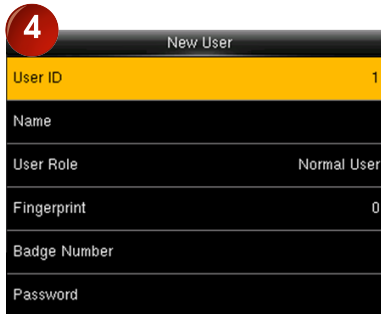 4
New User
User ID 1
Name
User Role Normal User
Fingerprint 0
Badge Number
Password